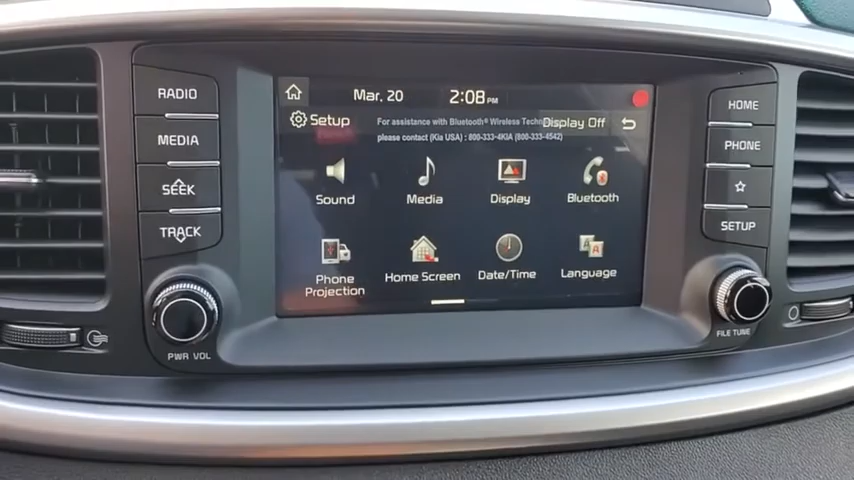 RADIO
MEDIA
SEEK
TRACK
PWR VOL
Mar. 20 2:08 PM
Setup
For assistance with Bluetooth® Wireless
Display Off
please contact (Kia USA) : 800-333-4KIA (800-333-4542)
Sound Media Display Bluetooth
Phone Projection Home Screen Date/Time Language
HOME
PHONE
SETUP
FILE TUNE